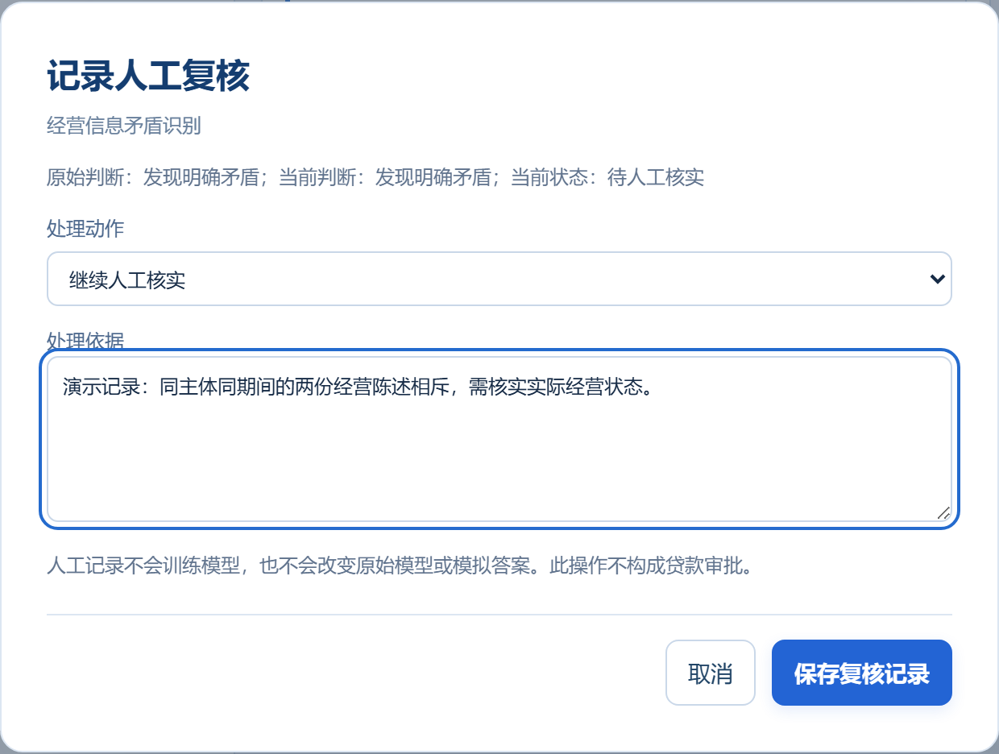 记录人工复核
经营信息矛盾识别
原始判断：发现明确矛盾；当前判断：发现明确矛盾；当前状态：待人工核实
处理动作
继续人工核实
处理依据
演示记录：同主体同期间的两份经营陈述相斥，需核实实际经营状态。
人工记录不会训练模型，也不会改变原始模型或模拟答案。此操作不构成贷款审批。
取消
保存复核记录